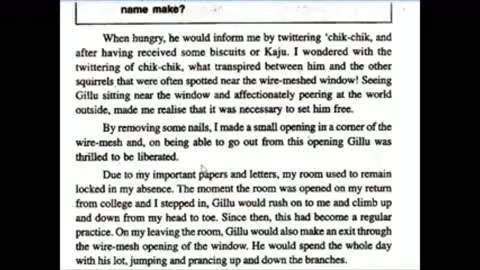 name make?
When hungry, he would inform me by twittering 'chik-chik, and
after having received some biscuits or Kaju. I wondered with the
twittering of chik-chik, what transpired between him and the other
squirrels that were often spotted near the wire-meshed window! Seeing
Gillu sitting near the window and affectionately peering at the world
outside, made me realise that it was necessary to set him free.
By removing some nails, I made a small opening in a corner of the
wire-mesh and, on being able to go out from this opening Gillu was
thrilled to be liberated.
Due to my important papers and letters, my room used to remain
locked in my absence. The moment the room was opened on my return
from college and I stepped in, Gillu would rush on to me and climb up
and down from my head to toe. Since then, this had become a regular
practice. On my leaving the room, Gillu would also make an exit through
the wire-mesh opening of the window. He would spend the whole day
with his lot, jumping and prancing up and down the branches.